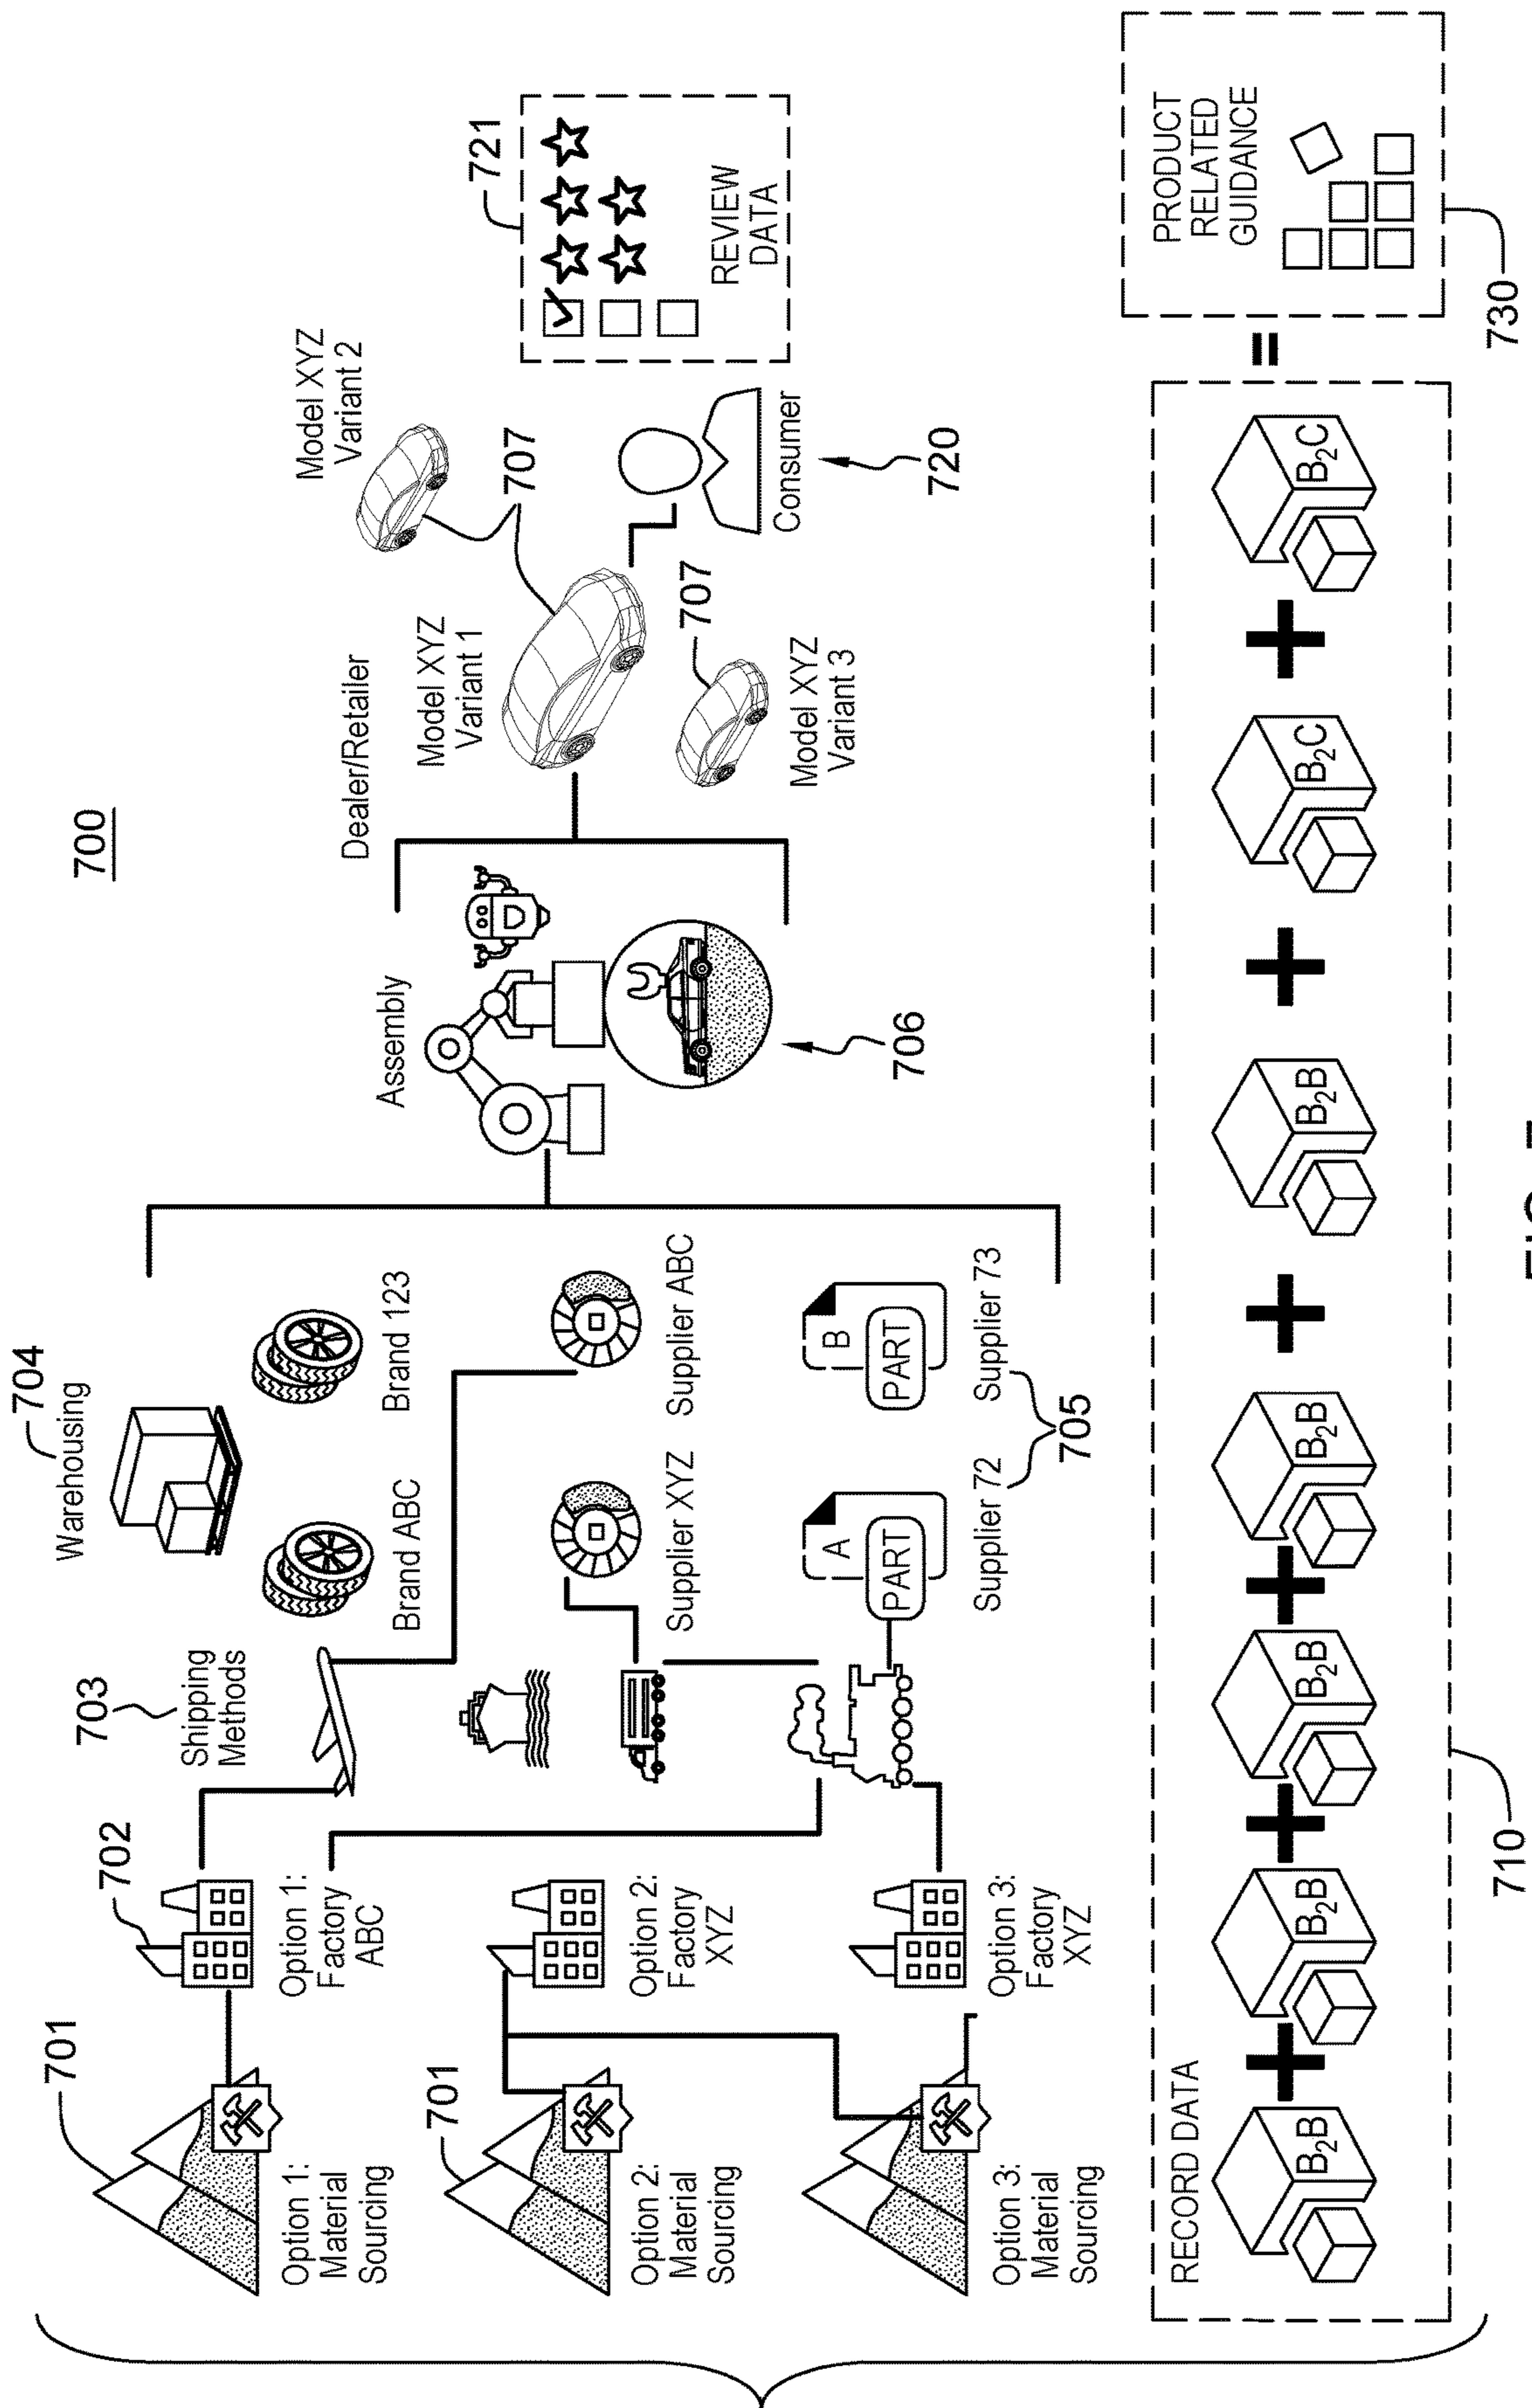 700
701
Option 1:
Material
Sourcing
701
Option 2:
Material
Sourcing
Option 3:
Material
Sourcing
702
Option 1:
Factory
ABC
Option 2:
Factory
XYZ
Option 3:
Factory
XYZ
703
Shipping
Methods
704
Warehousing
Brand ABC
Brand 123
Supplier XYZ
Supplier ABC
A
PART
B
PART
Supplier 72
Supplier 73
705
Assembly
706
Dealer/Retailer
Model XYZ
Variant 1
Model XYZ
Variant 2
707
707
Model XYZ
Variant 3
Consumer
720
721
REVIEW
DATA
RECORD DATA
B2B + B2B + B2B + B2B + B2B + B2C + B2C =
710
PRODUCT
RELATED
GUIDANCE
730